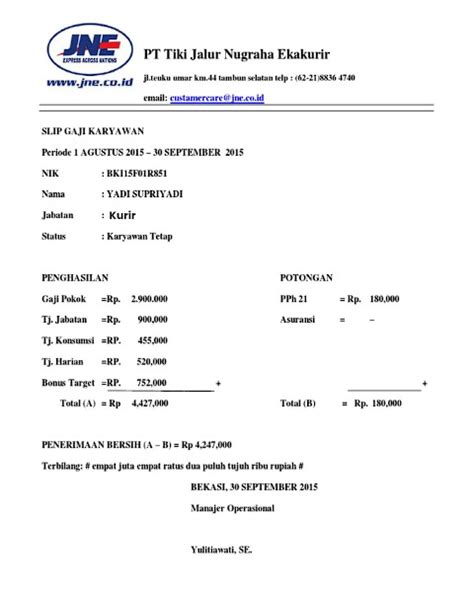 JNE
EXPRESS ACROSS NATIONS
www.jne.co.id
PT Tiki Jalur Nugraha Ekakurir
jl.teuku umar km.44 tambun selatan telp : (62-21)8836 4740
email: custamercare@jne.co.id
SLIP GAJI KARYAWAN
Periode 1 AGUSTUS 2015 – 30 SEPTEMBER 2015
NIK : BKI15F01R851
Nama : YADI SUPRIYADI
Jabatan : Kurir
Status : Karyawan Tetap
PENGHASILAN POTONGAN
Gaji Pokok =Rp. 2.900.000 PPh 21 = Rp. 180,000
Tj. Jabatan =Rp. 900,000 Asuransi = –
Tj. Konsumsi =RP. 455,000
Tj. Harian =RP. 520,000
Bonus Target =RP. 752,000 + +
Total (A) = Rp 4,427,000 Total (B) = Rp. 180,000
PENERIMAAN BERSIH (A – B) = Rp 4,247,000
Terbilang: # empat juta empat ratus dua puluh tujuh ribu rupiah #
BEKASI, 30 SEPTEMBER 2015
Manajer Operasional
Yulitiawati, SE.